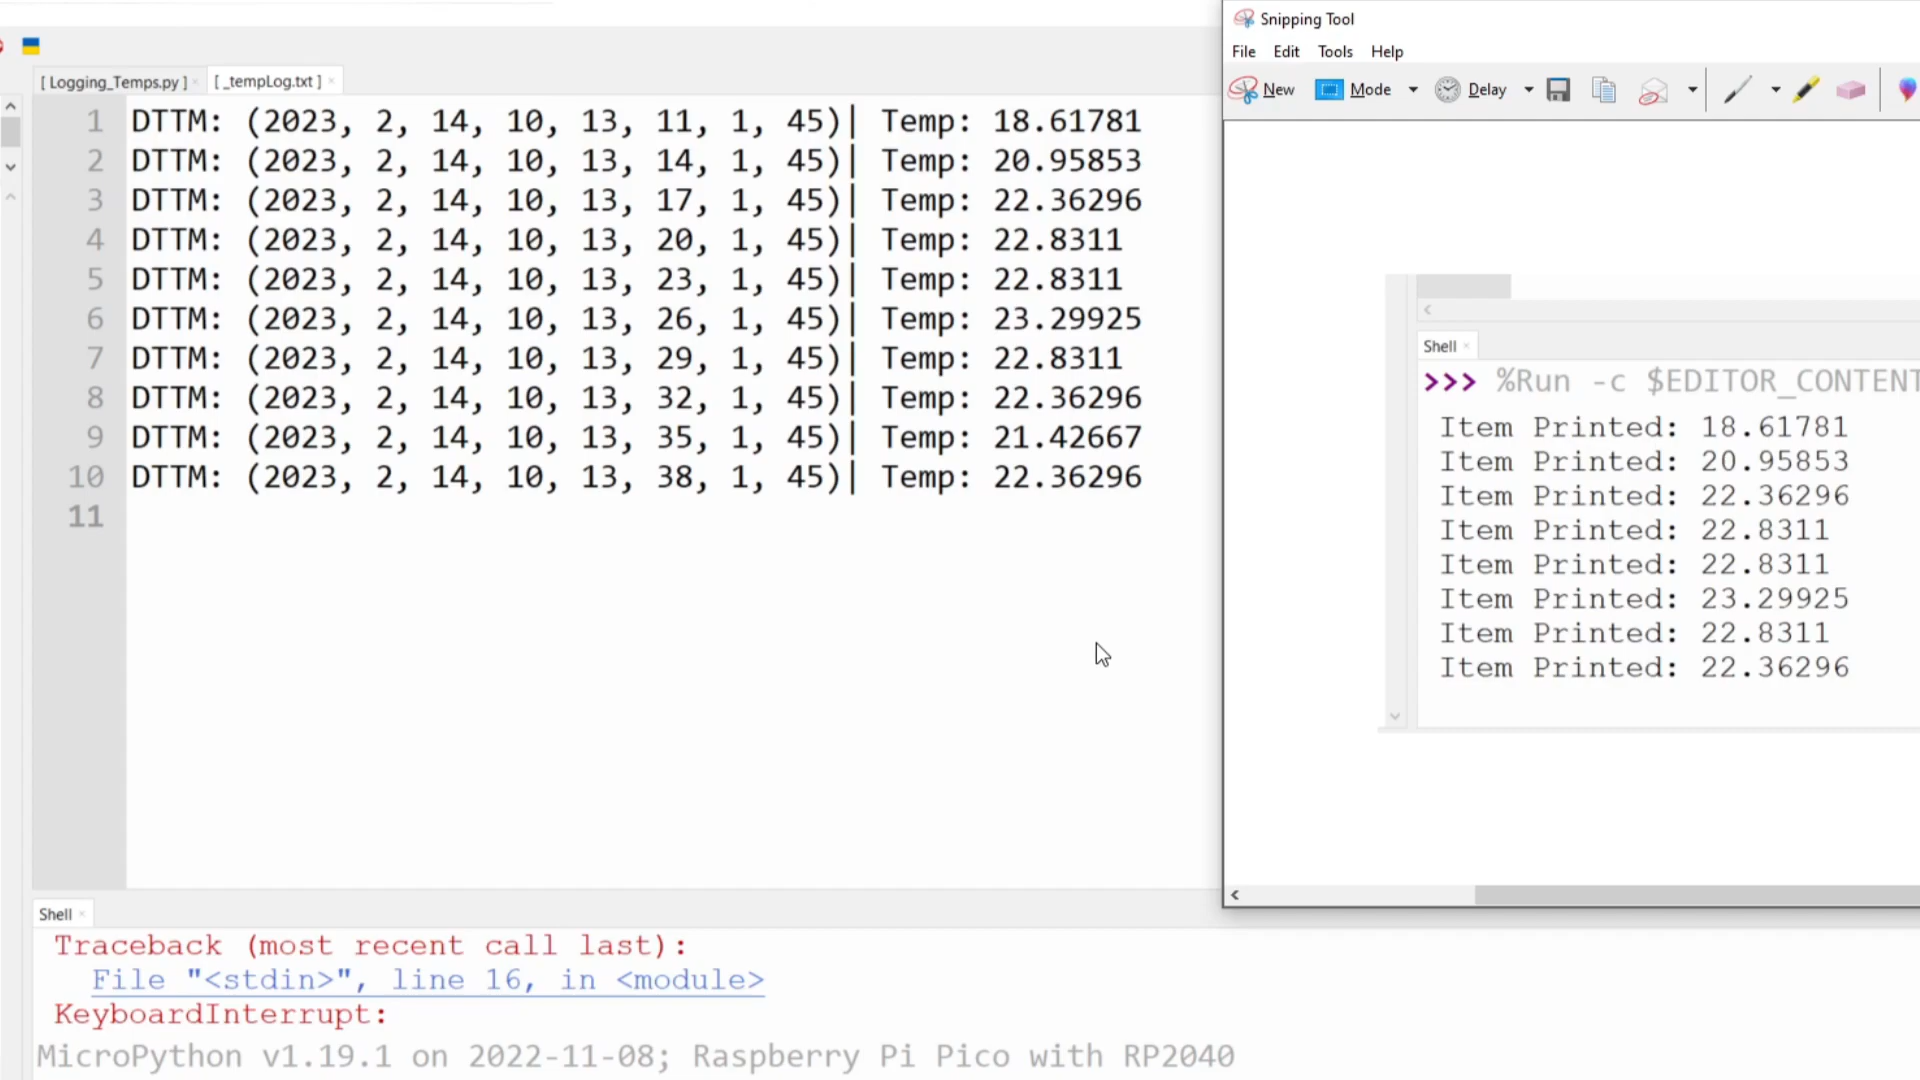 [ Logging_Temps.py ]
[ _tempLog.txt ]
1 DTTM: (2023, 2, 14, 10, 13, 11, 1, 45)| Temp: 18.61781
2 DTTM: (2023, 2, 14, 10, 13, 14, 1, 45)| Temp: 20.95853
3 DTTM: (2023, 2, 14, 10, 13, 17, 1, 45)| Temp: 22.36296
4 DTTM: (2023, 2, 14, 10, 13, 20, 1, 45)| Temp: 22.8311
5 DTTM: (2023, 2, 14, 10, 13, 23, 1, 45)| Temp: 22.8311
6 DTTM: (2023, 2, 14, 10, 13, 26, 1, 45)| Temp: 23.29925
7 DTTM: (2023, 2, 14, 10, 13, 29, 1, 45)| Temp: 22.8311
8 DTTM: (2023, 2, 14, 10, 13, 32, 1, 45)| Temp: 22.36296
9 DTTM: (2023, 2, 14, 10, 13, 35, 1, 45)| Temp: 21.42667
10 DTTM: (2023, 2, 14, 10, 13, 38, 1, 45)| Temp: 22.36296
11
Shell
Traceback (most recent call last):
File "<stdin>", line 16, in <module>
KeyboardInterrupt:
MicroPython v1.19.1 on 2022-11-08; Raspberry Pi Pico with RP2040
Snipping Tool
File Edit Tools Help
New Mode Delay
Shell
>>> %Run -c $EDITOR_CONTENT
Item Printed: 18.61781
Item Printed: 20.95853
Item Printed: 22.36296
Item Printed: 22.8311
Item Printed: 22.8311
Item Printed: 23.29925
Item Printed: 22.8311
Item Printed: 22.36296